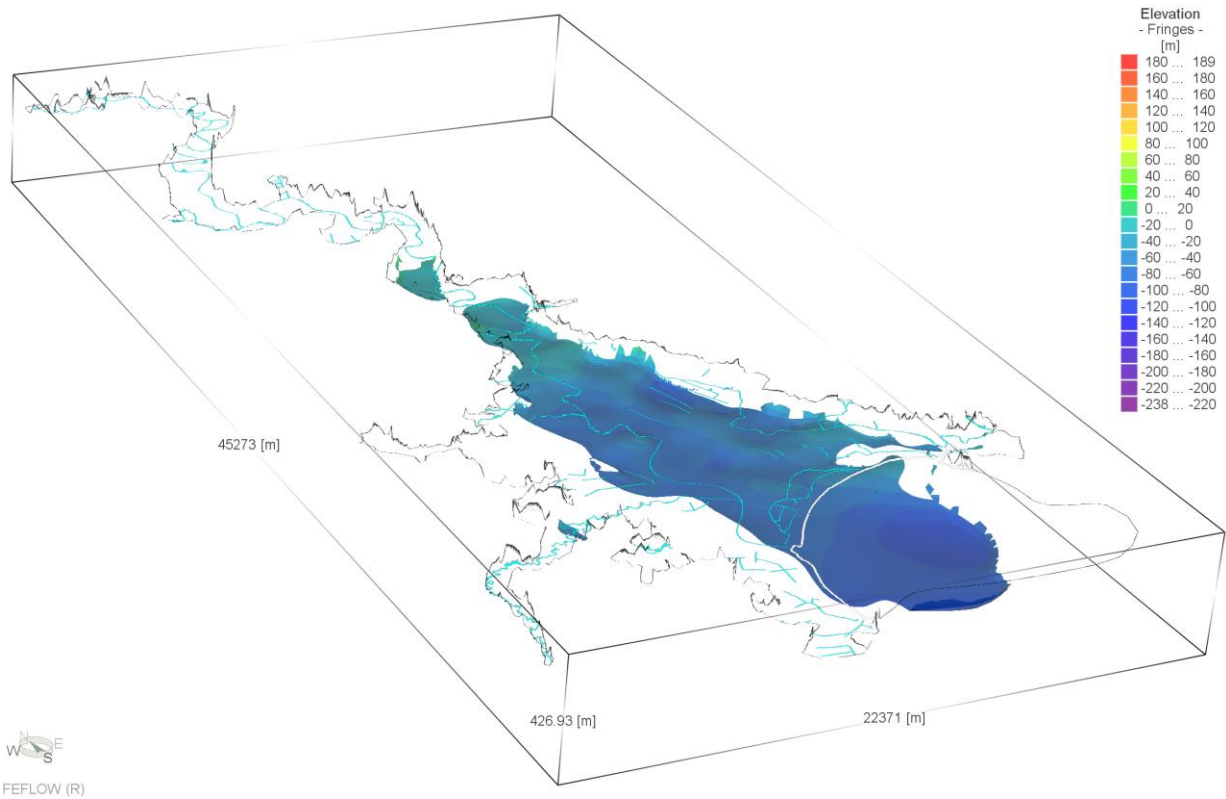 Elevation
- Fringes -
[m]
180 ... 189
160 ... 180
140 ... 160
120 ... 140
100 ... 120
80 ... 100
60 ... 80
40 ... 60
20 ... 40
0 ... 20
-20 ... 0
-40 ... -20
-60 ... -40
-80 ... -60
-100 ... -80
-120 ... -100
-140 ... -120
-160 ... -140
-180 ... -160
-200 ... -180
-220 ... -200
-238 ... -220
45273 [m]
426.93 [m]
22371 [m]
N
W E
S
FEFLOW (R)